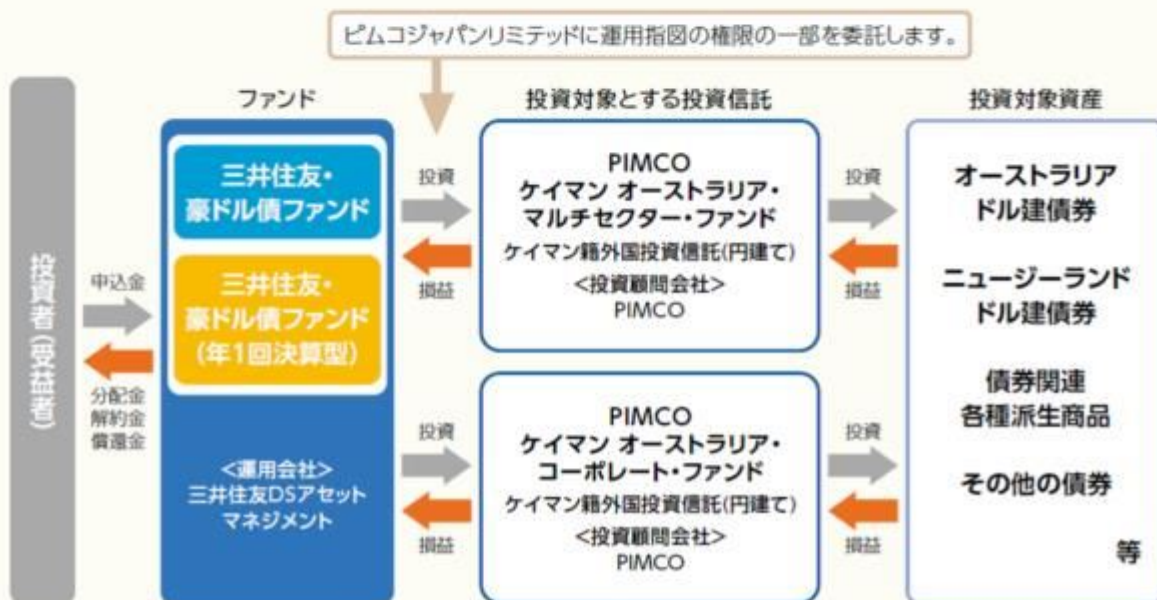 ピムコジャパンリミテッドに運用指図の権限の一部を委託します。
ファンド
投資対象とする投資信託
投資対象資産
投資者(受益者)
申込金
分配金
解約金
償還金
三井住友・
豪ドル債ファンド
三井住友・
豪ドル債ファンド
(年1回決算型)
<運用会社>
三井住友DSアセット
マネジメント
投資
損益
PIMCO
ケイマン オーストラリア・
マルチセクター・ファンド
ケイマン籍外国投資信託(円建て)
<投資顧問会社>
PIMCO
投資
損益
投資
損益
PIMCO
ケイマン オーストラリア・
コーポレート・ファンド
ケイマン籍外国投資信託(円建て)
<投資顧問会社>
PIMCO
投資
損益
オーストラリア
ドル建債券
ニュージーランド
ドル建債券
債券関連
各種派生商品
その他の債券
等